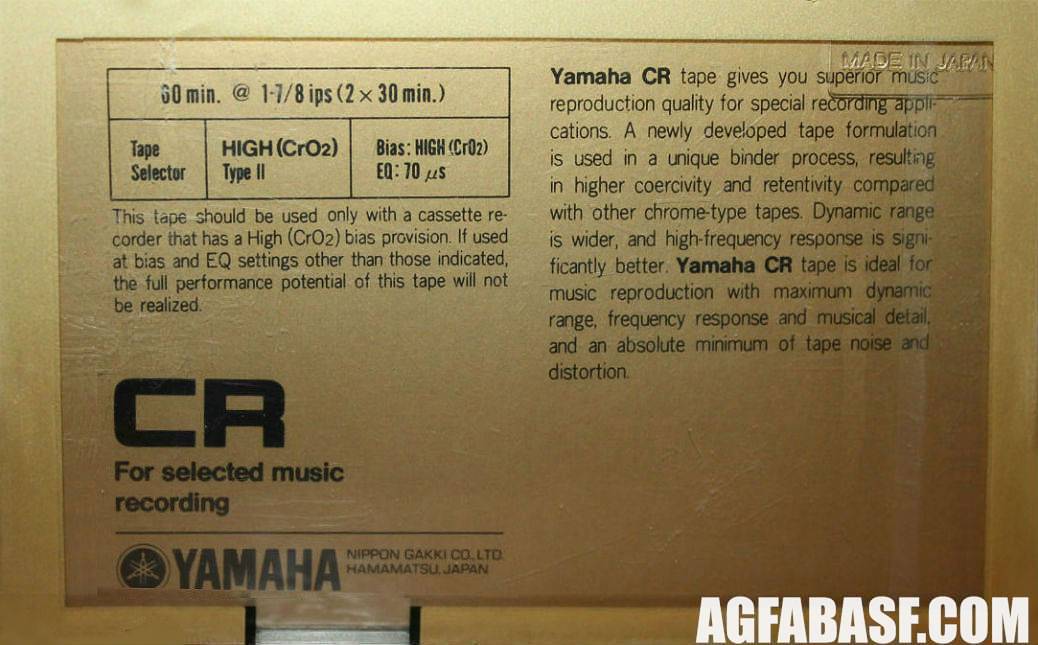 60 min. @ 1-7/8 ips (2 × 30 min.)
Tape
Selector
HIGH (CrO2)
Type II
Bias: HIGH (CrO2)
EQ: 70 μs
This tape should be used only with a cassette re-
corder that has a High (CrO2) bias provision. If used
at bias and EQ settings other than those indicated,
the full performance potential of this tape will not
be realized.
CR
For selected music
recording
YAMAHA
NIPPON GAKKI CO., LTD.
HAMAMATSU, JAPAN
MADE IN JAPAN
Yamaha CR tape gives you superior music
reproduction quality for special recording appli-
cations. A newly developed tape formulation
is used in a unique binder process, resulting
in higher coercivity and retentivity compared
with other chrome-type tapes. Dynamic range
is wider, and high-frequency response is signi-
ficantly better. Yamaha CR tape is ideal for
music reproduction with maximum dynamic
range, frequency response and musical detail,
and an absolute minimum of tape noise and
distortion.
AGFABASF.COM